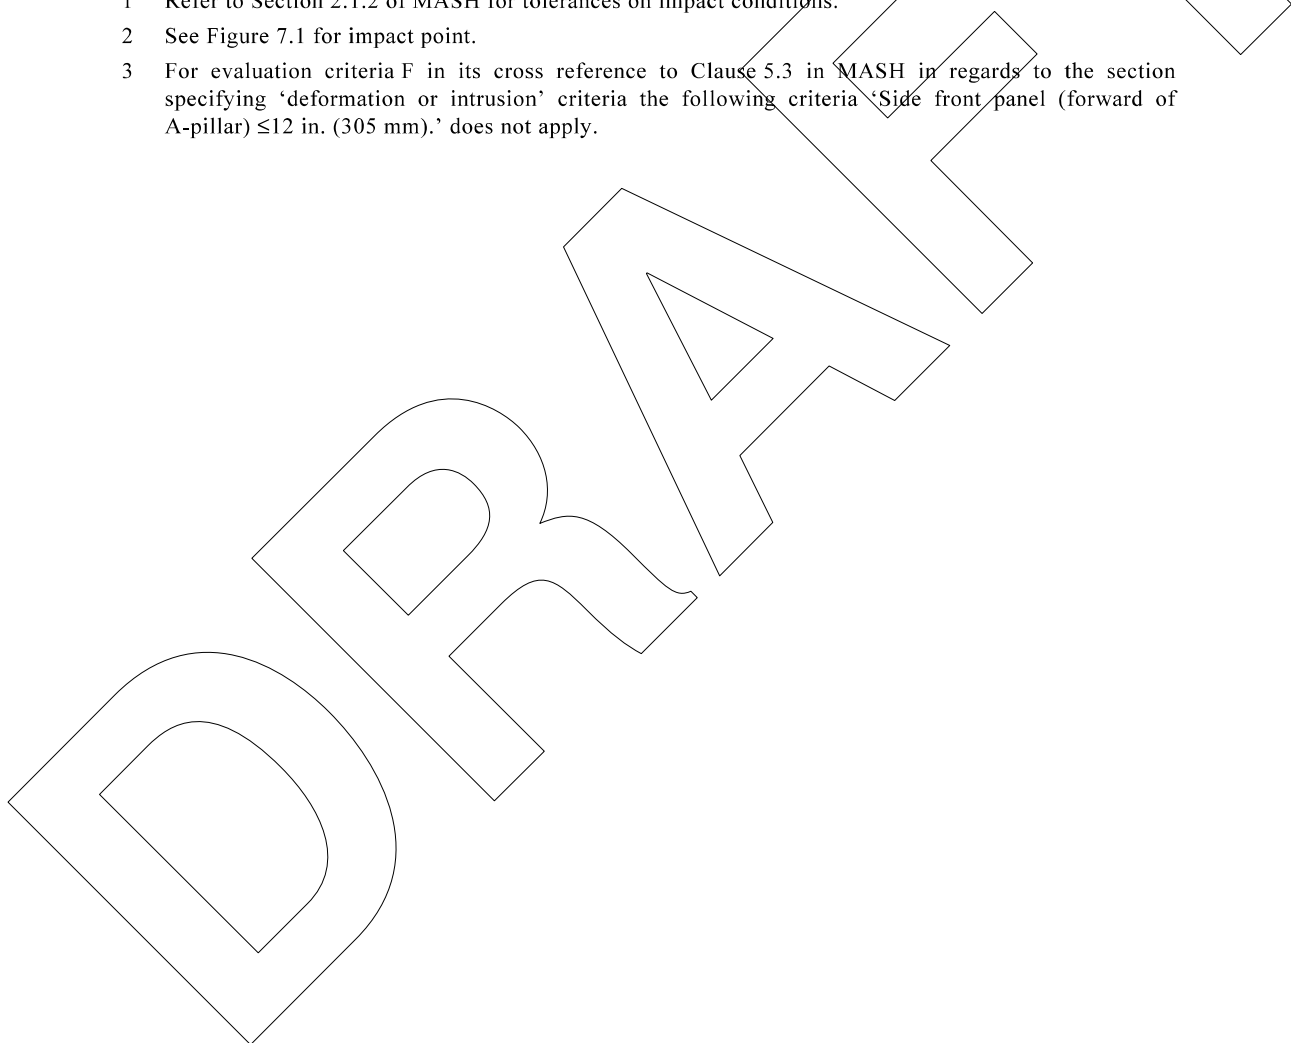 1 Refer to Section 2.1.2 of MASH for tolerances on impact conditions.
2 See Figure 7.1 for impact point.
3 For evaluation criteria F in its cross reference to Clause 5.3 in MASH in regards to the section
specifying ‘deformation or intrusion’ criteria the following criteria ‘Side front panel (forward of
A-pillar) ≤12 in. (305 mm).’ does not apply.
DRAF